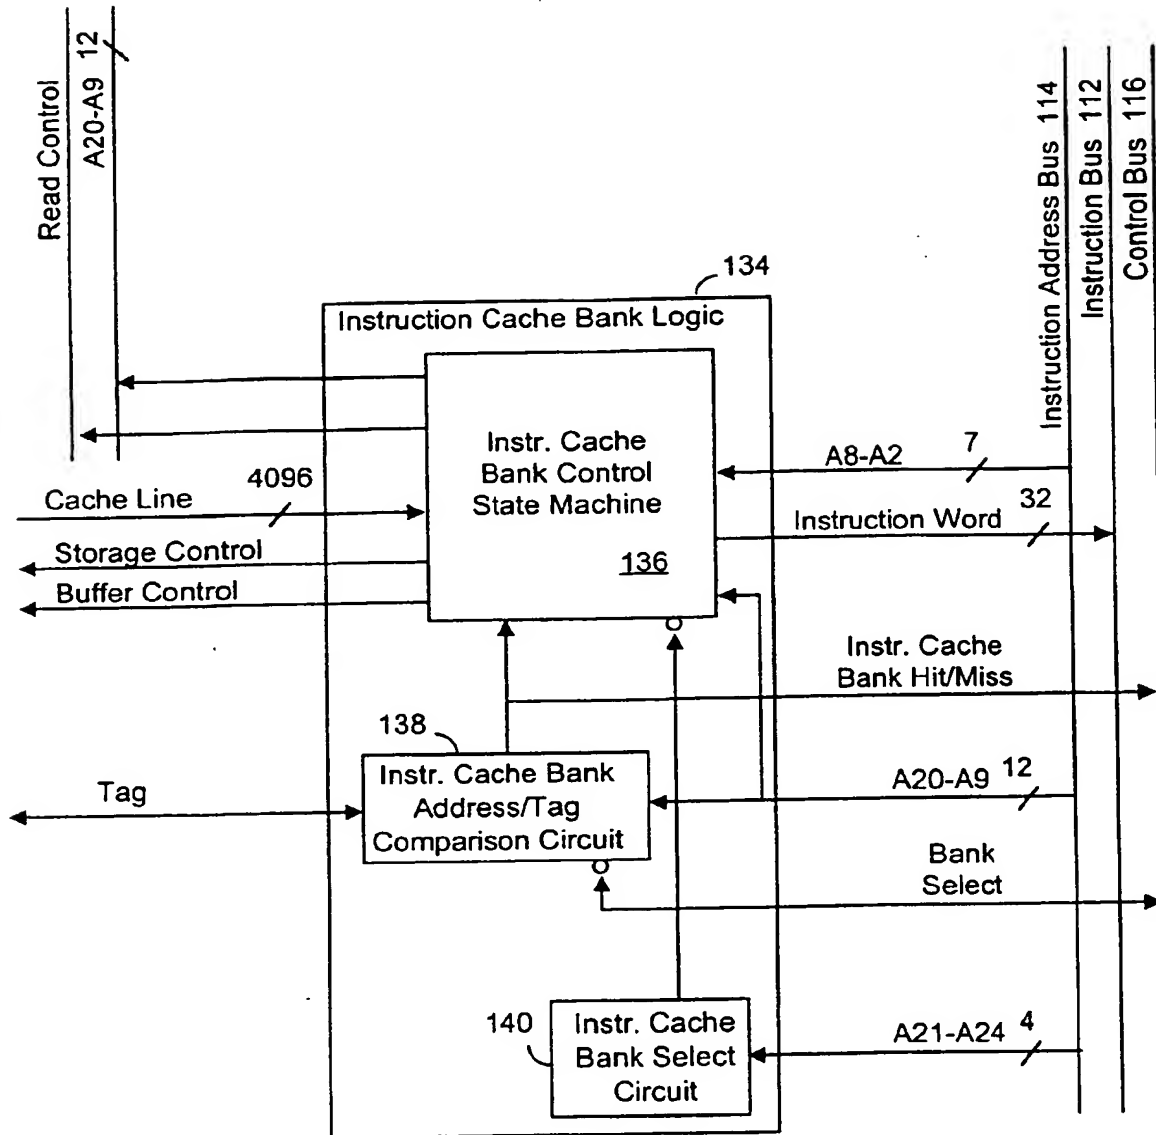 Read Control
A20-A9 12
Instruction Address Bus 114
Instruction Bus 112
Control Bus 116
134
Instruction Cache Bank Logic
Instr. Cache
Bank Control
State Machine
136
A8-A2 7
Cache Line 4096
Instruction Word 32
Storage Control
Buffer Control
Instr. Cache
Bank Hit/Miss
138
Instr. Cache Bank
Address/Tag
Comparison Circuit
Tag
A20-A9 12
Bank
Select
140
Instr. Cache
Bank Select
Circuit
A21-A24 4